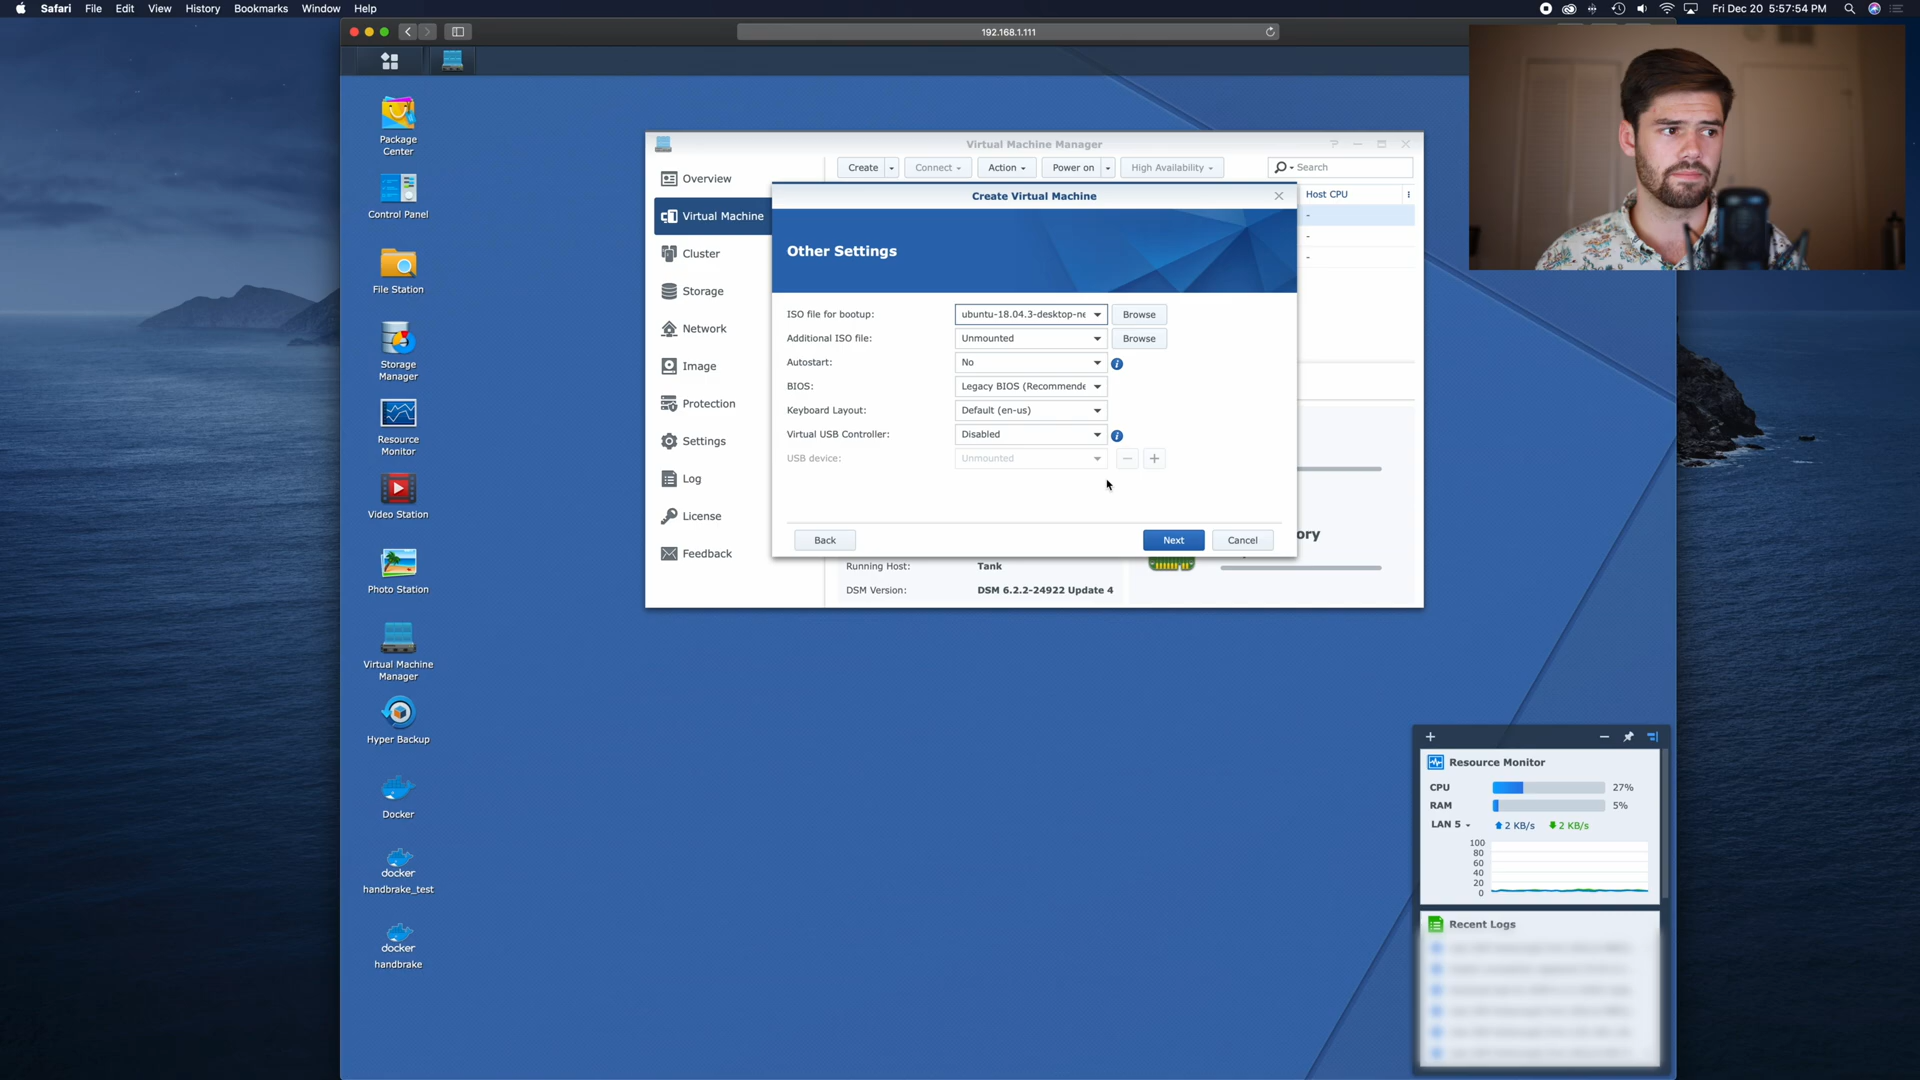 Safari File Edit View History Bookmarks Window Help
Fri Dec 20 5:57:54 PM
192.168.1.111
Package
Center
Control Panel
File Station
Storage
Manager
Resource
Monitor
Video Station
Photo Station
Virtual Machine
Manager
Hyper Backup
Docker
docker
handbrake_test
docker
handbrake
Virtual Machine Manager
Create Connect Action Power on High Availability Search
Overview
Virtual Machine
Cluster
Storage
Network
Image
Protection
Settings
Log
License
Feedback
Host CPU
-
-
-
Create Virtual Machine
Other Settings
ISO file for bootup: ubuntu-18.04.3-desktop-ne Browse
Additional ISO file: Unmounted Browse
Autostart: No
BIOS: Legacy BIOS (Recommende
Keyboard Layout: Default (en-us)
Virtual USB Controller: Disabled
USB device: Unmounted
Back Next Cancel
ory
Running Host: Tank
DSM Version: DSM 6.2.2-24922 Update 4
Resource Monitor
CPU 27%
RAM 5%
LAN 5 2 KB/s 2 KB/s
100
80
60
40
20
0
Recent Logs